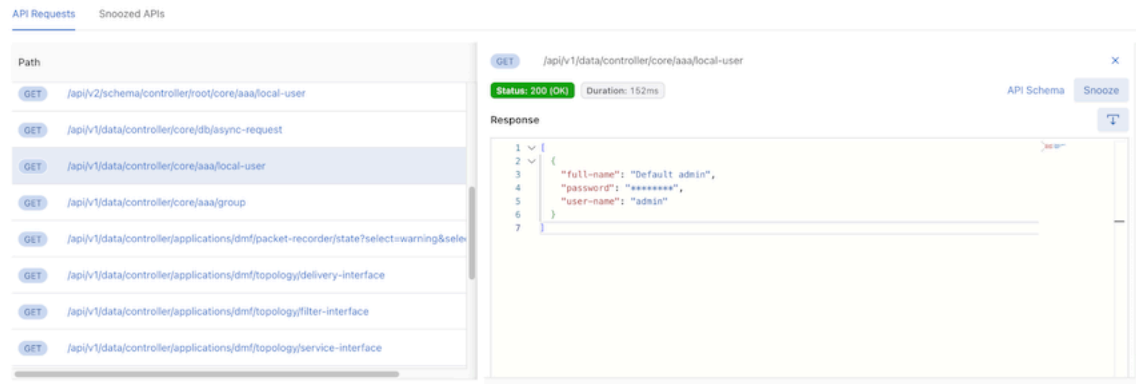 API Requests Snoozed APIs
Path
GET /api/v2/schema/controller/root/core/aaa/local-user
GET /api/v1/data/controller/core/db/async-request
GET /api/v1/data/controller/core/aaa/local-user
GET /api/v1/data/controller/core/aaa/group
GET /api/v1/data/controller/applications/dmf/packet-recorder/state?select=warning&selec
GET /api/v1/data/controller/applications/dmf/topology/delivery-interface
GET /api/v1/data/controller/applications/dmf/topology/filter-interface
GET /api/v1/data/controller/applications/dmf/topology/service-interface
GET /api/v1/data/controller/core/aaa/local-user
Status: 200 (OK) Duration: 152ms API Schema Snooze
Response
1 [
2 {
3 "full-name": "Default admin",
4 "password": "********",
5 "user-name": "admin"
6 }
7 ]